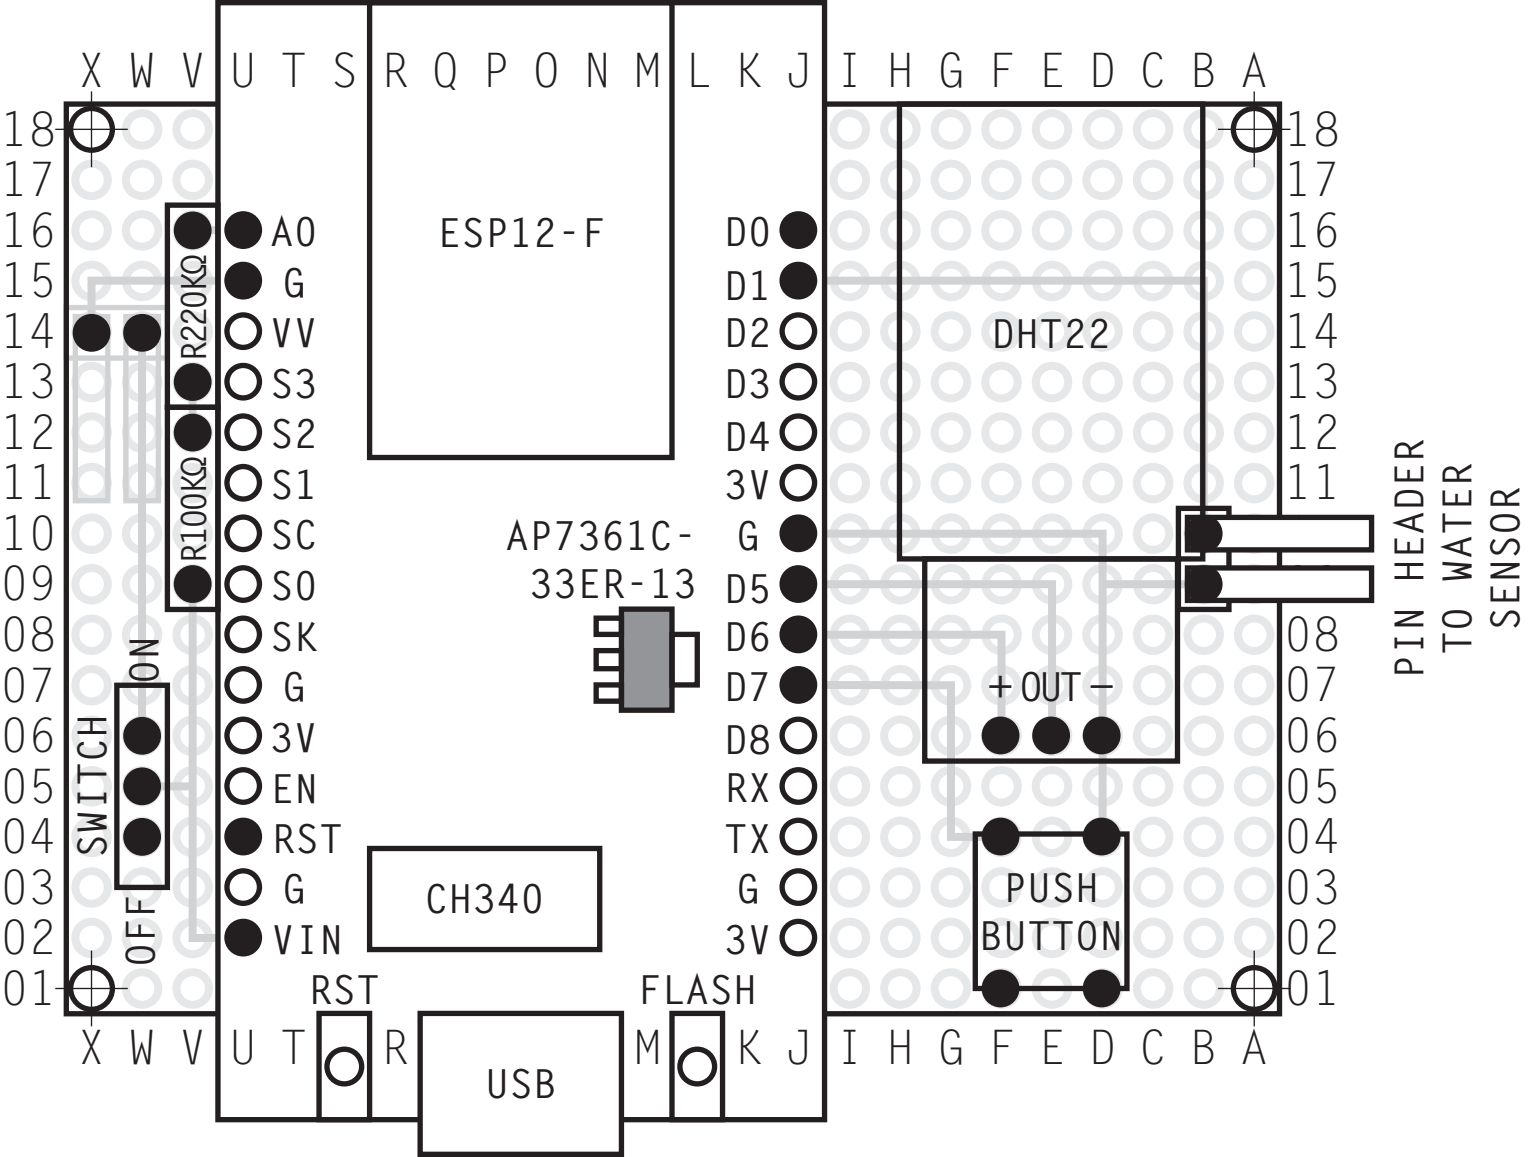 X W V U T S R Q P O N M L K J I H G F E D C B A
18 18
17 17
16 A0 ESP12-F D0 16
15 G D1 15
14 VV D2 DHT22 14
13 S3 D3 13
12 S2 D4 12
11 S1 3V 11
10 SC AP7361C- G
09 S0 33ER-13 D5
08 SK D6 08
07 G D7 + OUT − 07
06 3V D8 06
05 EN RX 05
04 RST TX 04
03 G CH340 G PUSH 03
02 VIN 3V BUTTON 02
01 RST FLASH 01
X W V U T R M K J I H G F E D C B A
USB
R220KΩ
R100KΩ
ON
SWITCH
OFF
PIN HEADER
TO WATER
SENSOR